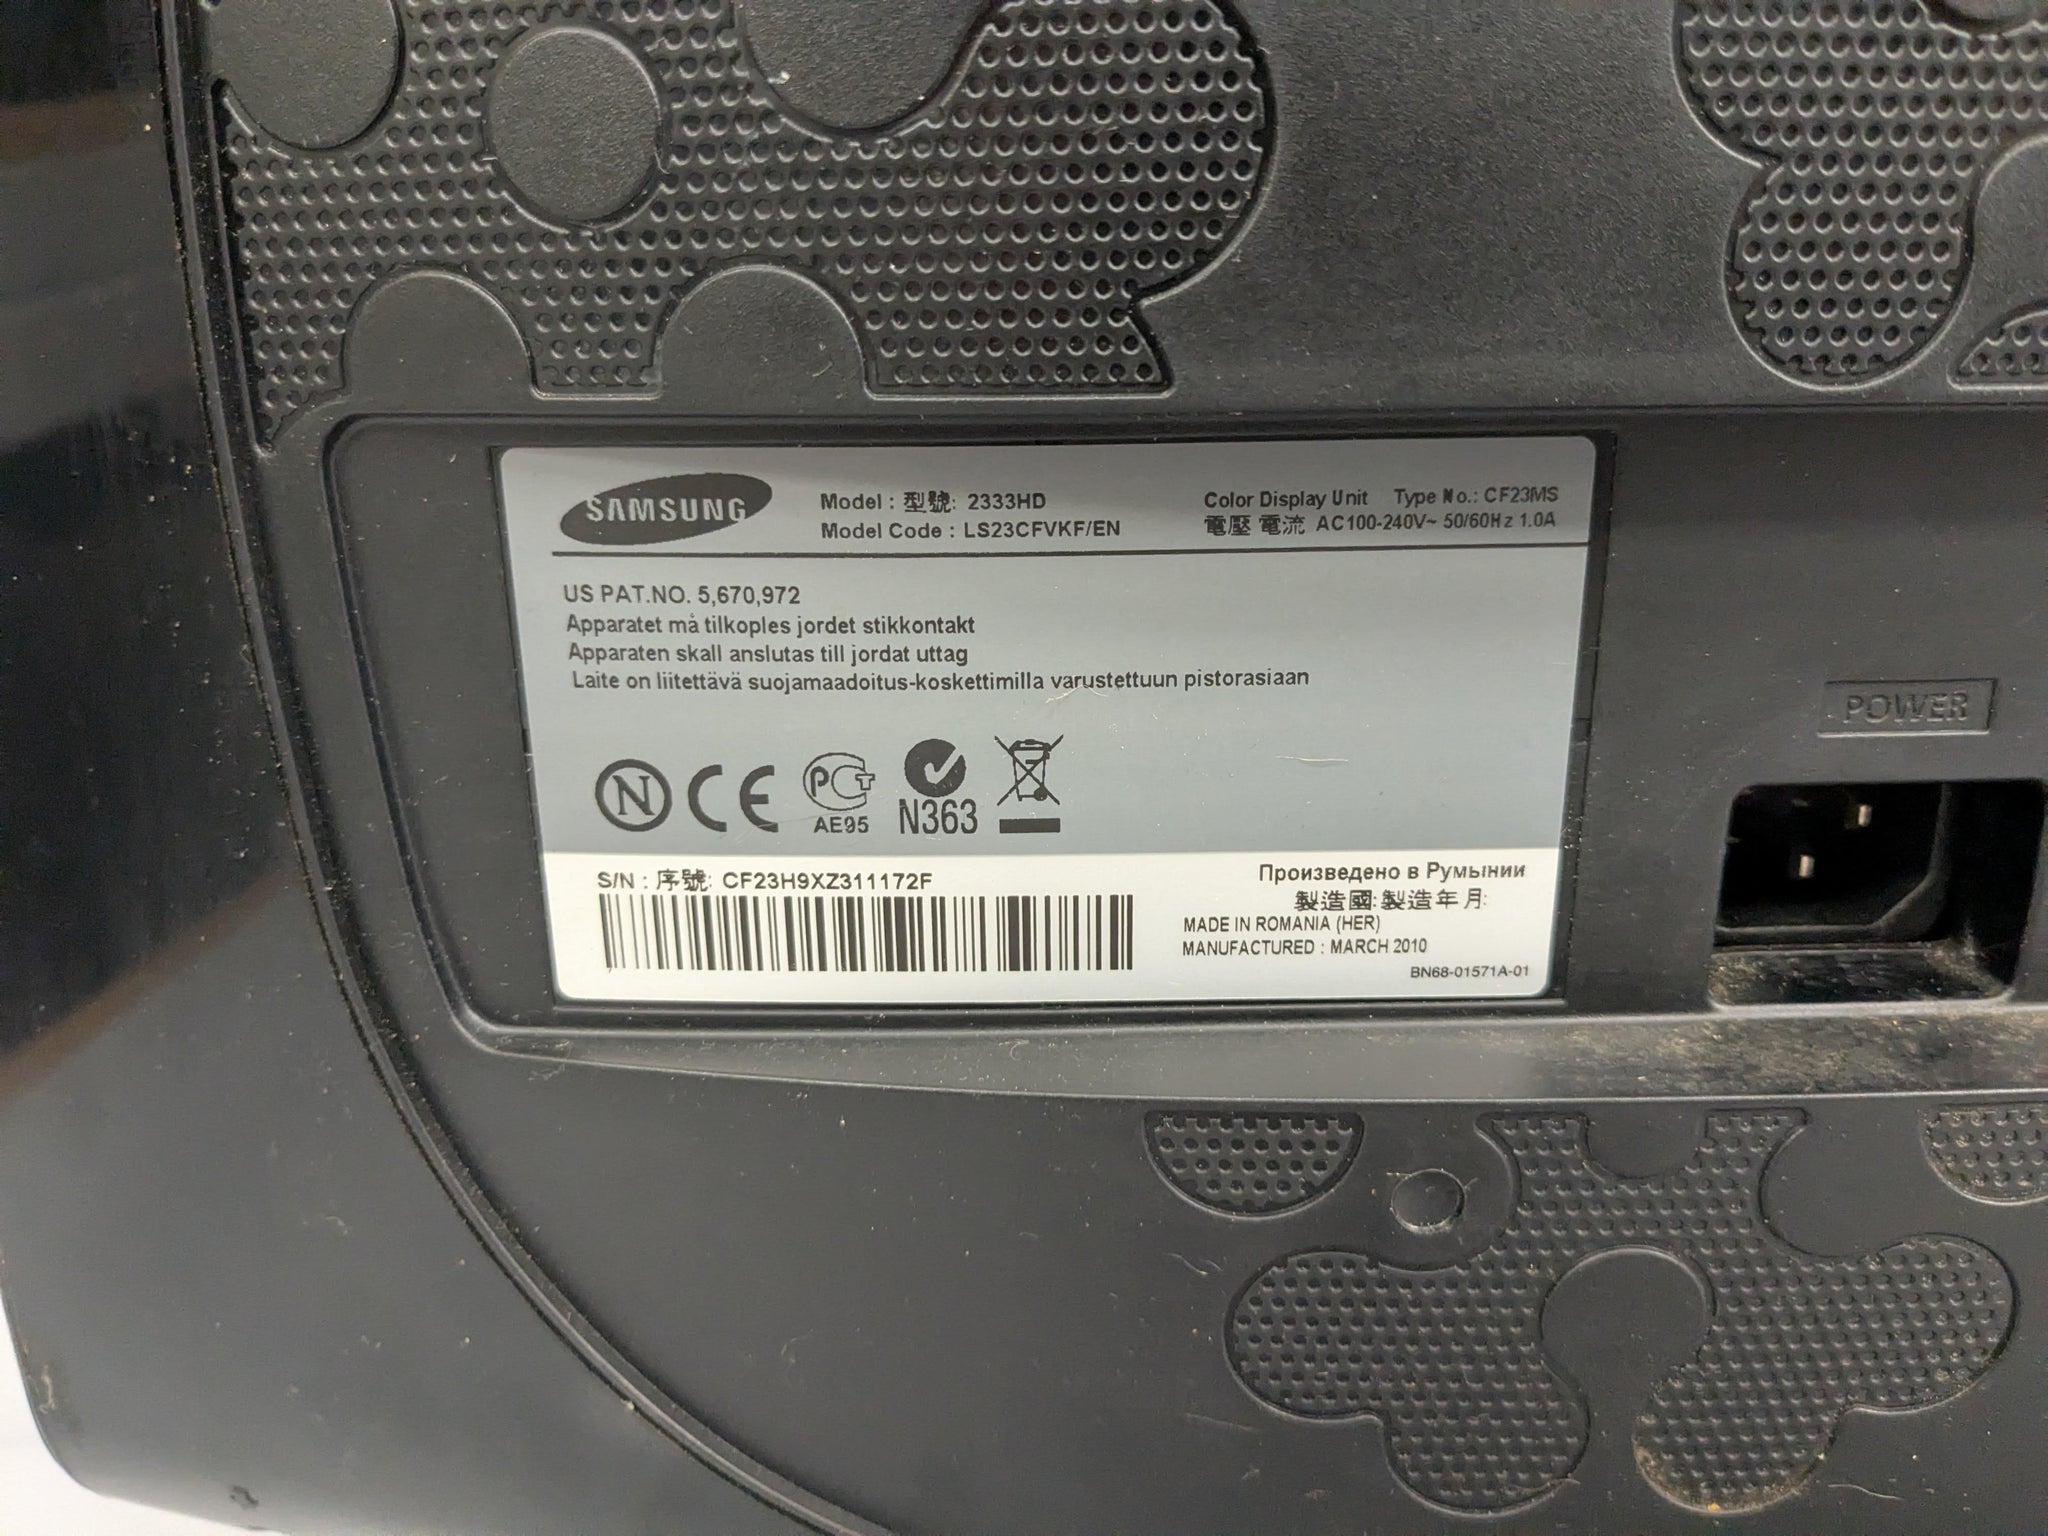 SAMSUNG
Model : 型號: 2333HD
Model Code : LS23CFVKF/EN
Color Display Unit Type No.: CF23MS
電壓 電流 AC100-240V~ 50/60Hz 1.0A
US PAT.NO. 5,670,972
Apparatet må tilkoples jordet stikkontakt
Apparaten skall anslutas till jordat uttag
Laite on liitettävä suojamaadoitus-koskettimilla varustettuun pistorasiaan
N CE PCT
AE95
N363
S/N : 序號: CF23H9XZ311172F
Произведено в Румынии
製造國: 製造年月:
MADE IN ROMANIA (HER)
MANUFACTURED : MARCH 2010
BN68-01571A-01
POWER